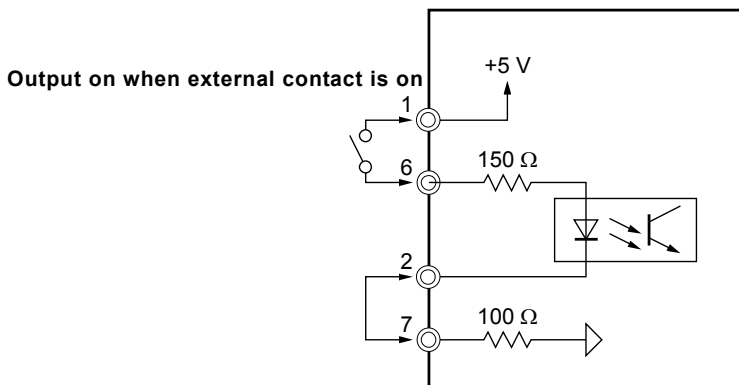 +5 V
Output on when external contact is on
1
6
150 Ω
2
7
100 Ω